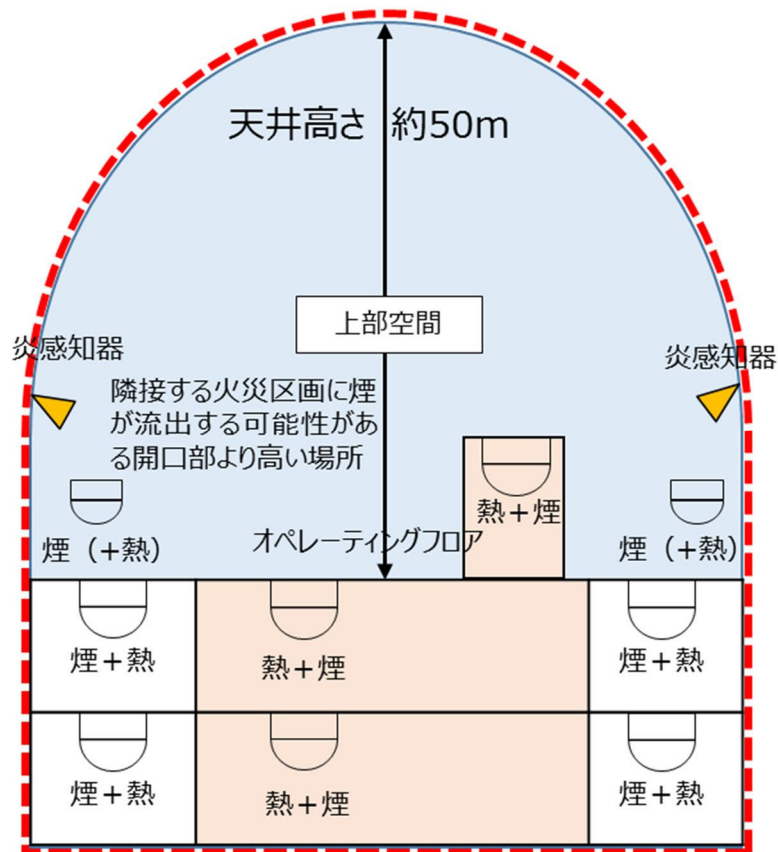 天井高さ 約50m
上部空間
炎感知器
炎感知器
隣接する火災区画に煙
が流出する可能性があ
る開口部より高い場所
熱+煙
煙（+熱）
オペレーティングフロア
煙（+熱）
煙+熱
熱+煙
煙+熱
煙+熱
熱+煙
煙+熱